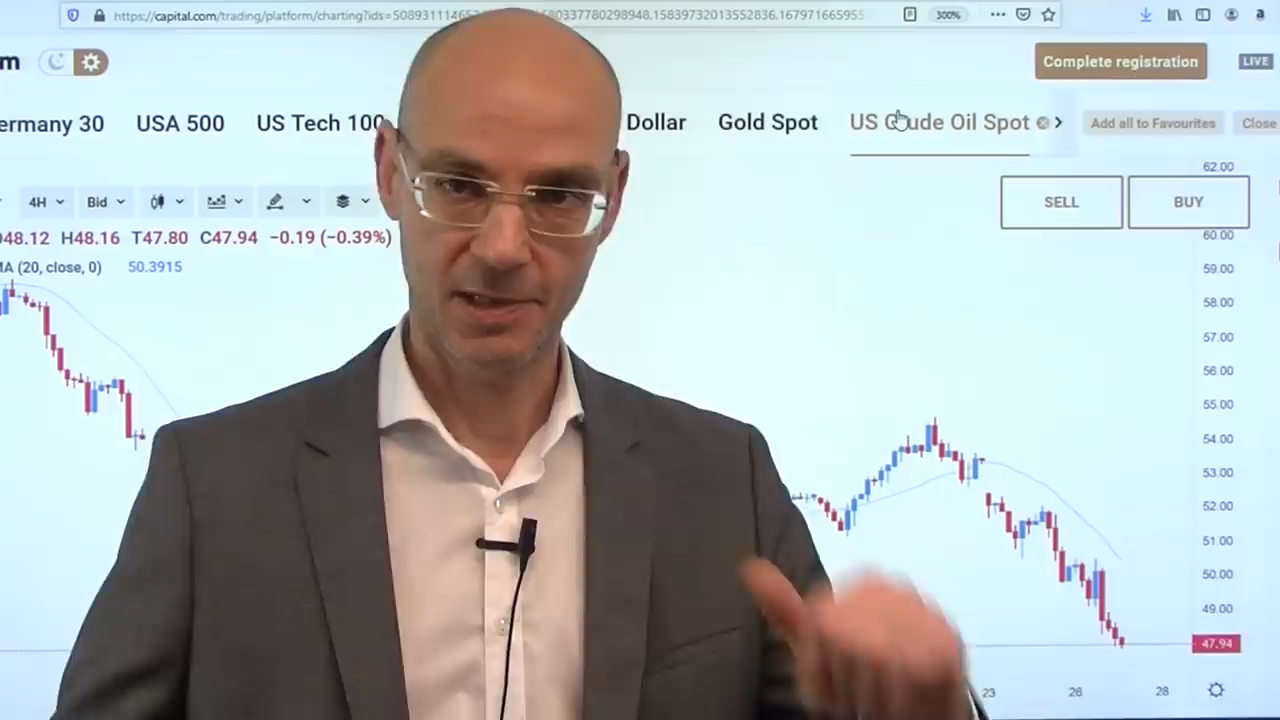 https://capital.com/trading/platform/charting?ids=
300%
m
Complete registration
LIVE
ermany 30 USA 500 US Tech 100 Dollar Gold Spot US Crude Oil Spot
Add all to Favourites Close
4H Bid
SELL BUY
O48.12 H48.16 T47.80 C47.94 −0.19 (−0.39%)
MA (20, close, 0) 50.3915
62.00
60.00
59.00
58.00
57.00
56.00
55.00
54.00
53.00
52.00
51.00
50.00
49.00
47.94
23 26 28